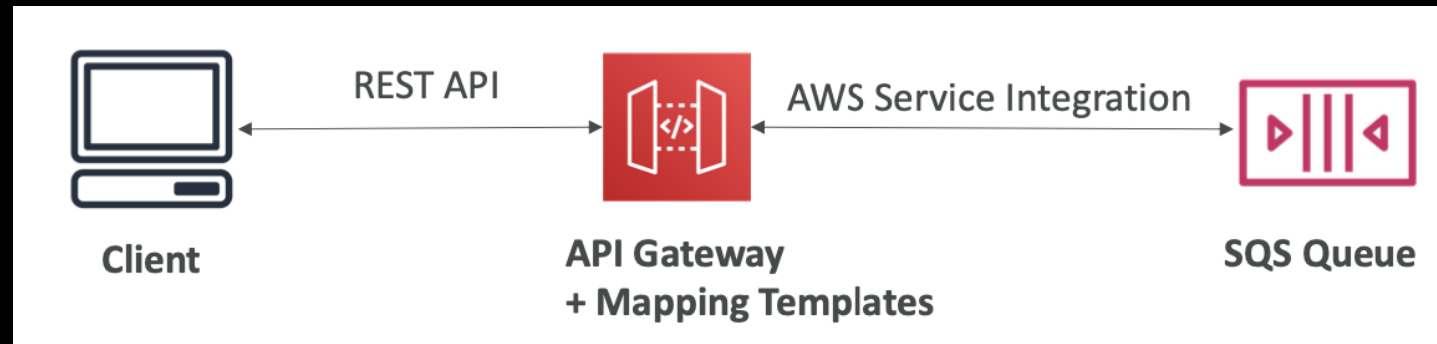 REST API
AWS Service Integration
</>
Client
API Gateway
+ Mapping Templates
SQS Queue